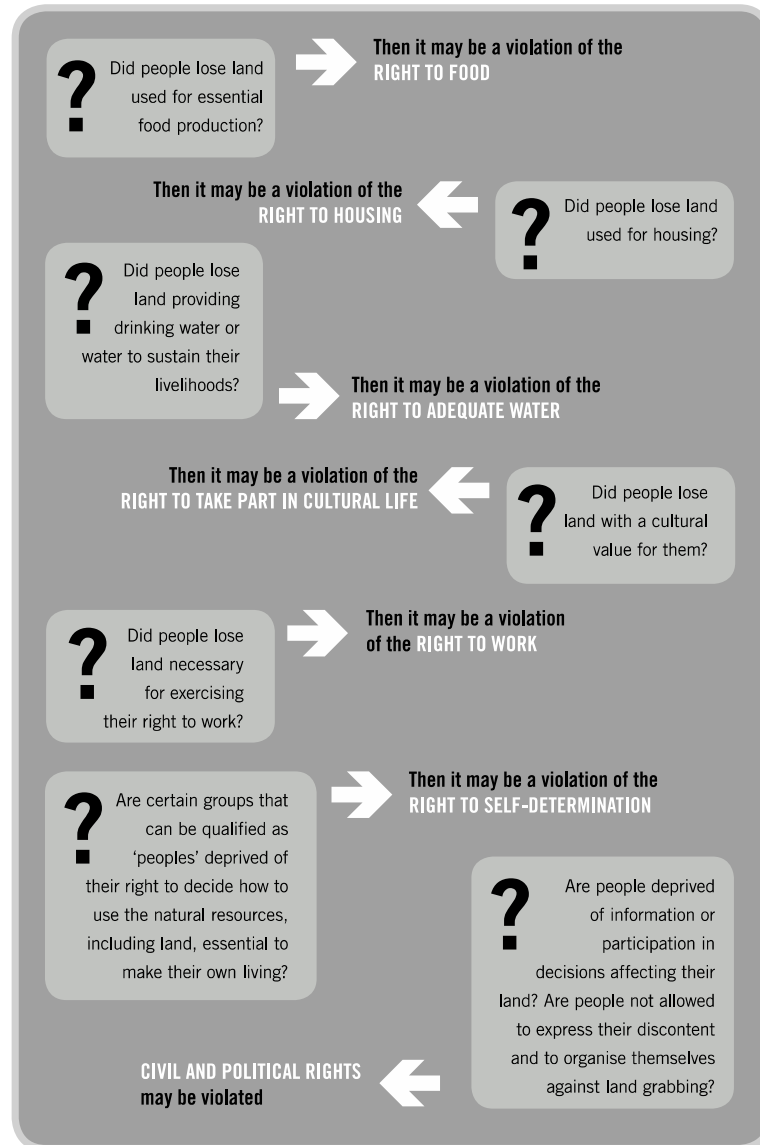 ?
Did people lose land
used for essential
food production?
Then it may be a violation of the
RIGHT TO FOOD
?
Did people lose land
used for housing?
Then it may be a violation of the
RIGHT TO HOUSING
?
Did people lose
land providing
drinking water or
water to sustain their
livelihoods?
Then it may be a violation of the
RIGHT TO ADEQUATE WATER
?
Did people lose
land with a cultural
value for them?
Then it may be a violation of the
RIGHT TO TAKE PART IN CULTURAL LIFE
?
Did people lose
land necessary
for exercising
their right to work?
Then it may be a violation
of the RIGHT TO WORK
?
Are certain groups that
can be qualified as
‘peoples’ deprived of
their right to decide how to
use the natural resources,
including land, essential to
make their own living?
Then it may be a violation of the
RIGHT TO SELF-DETERMINATION
?
Are people deprived
of information or
participation in
decisions affecting their
land? Are people not allowed
to express their discontent
and to organise themselves
against land grabbing?
CIVIL AND POLITICAL RIGHTS
may be violated